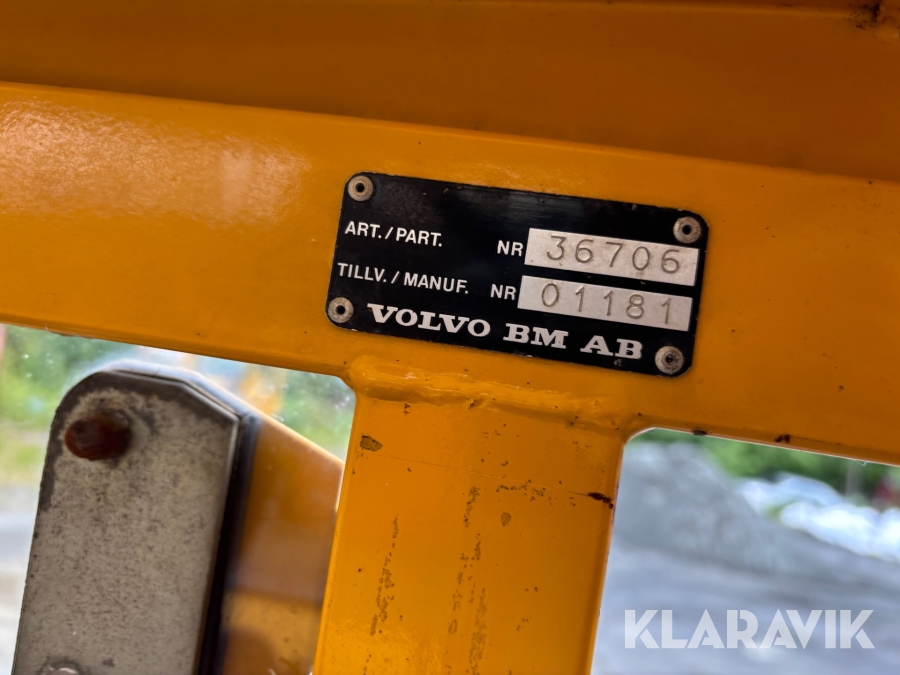 ART./PART. NR 36706
TILLV./MANUF. NR 01181
VOLVO BM AB
KLARAVIK